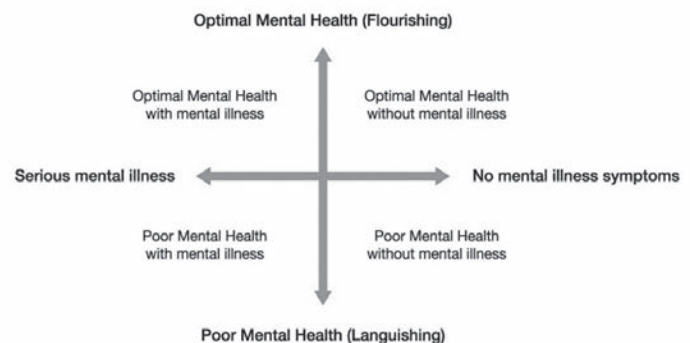 Optimal Mental Health (Flourishing)
Optimal Mental Health
with mental illness
Optimal Mental Health
without mental illness
Serious mental illness
No mental illness symptoms
Poor Mental Health
with mental illness
Poor Mental Health
without mental illness
Poor Mental Health (Languishing)